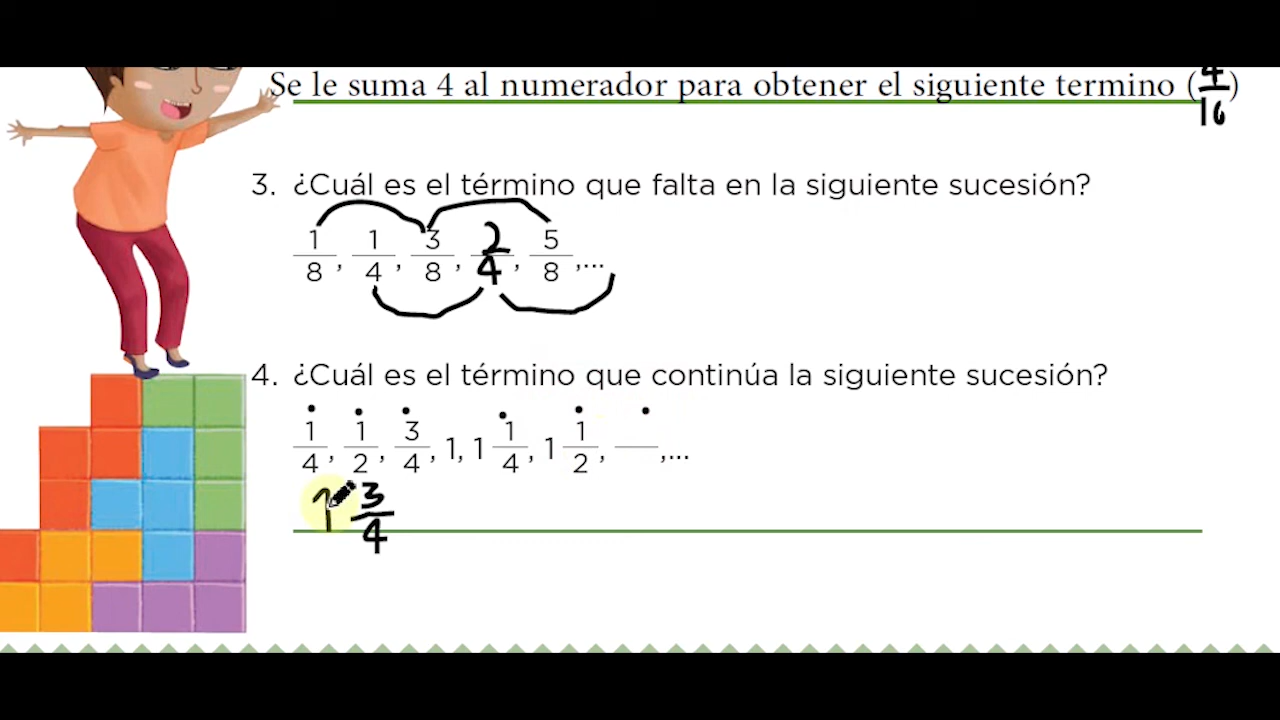 Se le suma 4 al numerador para obtener el siguiente termino (4/16)
3. ¿Cuál es el término que falta en la siguiente sucesión?
1/8, 1/4, 3/8, 2/4, 5/8,...
4. ¿Cuál es el término que continúa la siguiente sucesión?
1/4, 1/2, 3/4, 1, 1 1/4, 1 1/2, __,...
1 3/4